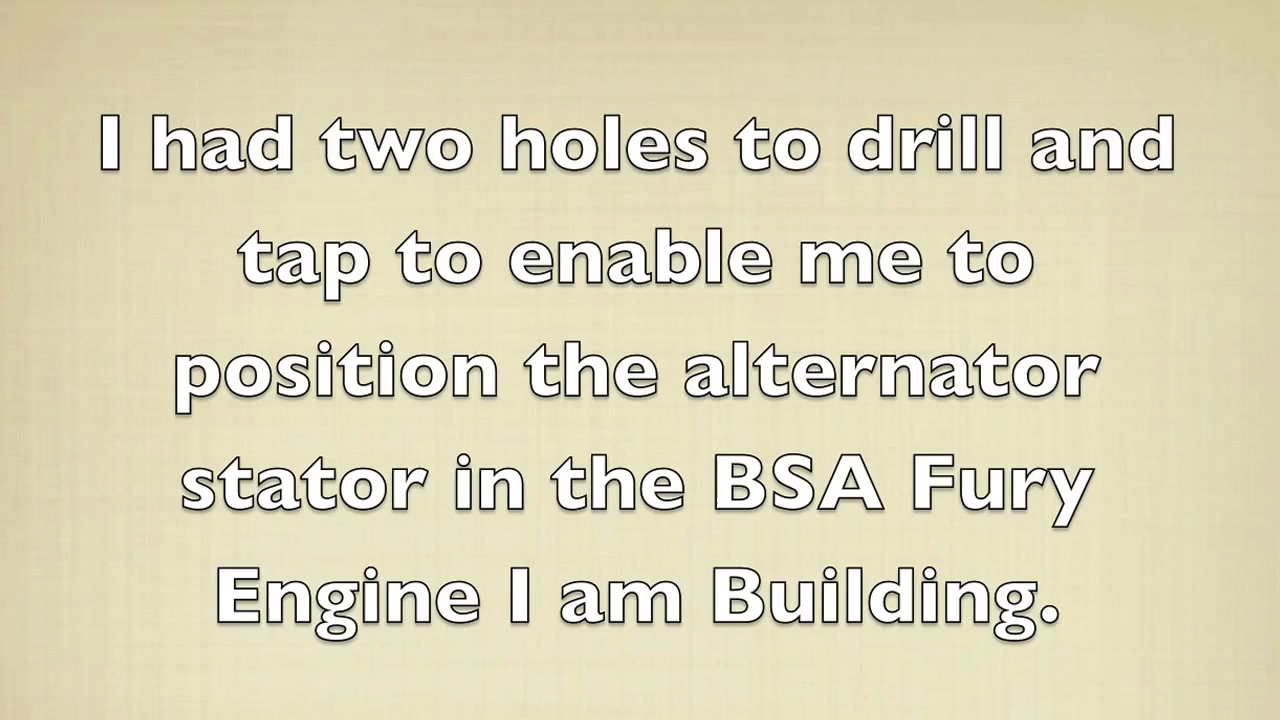 I had two holes to drill and
tap to enable me to
position the alternator
stator in the BSA Fury
Engine I am Building.